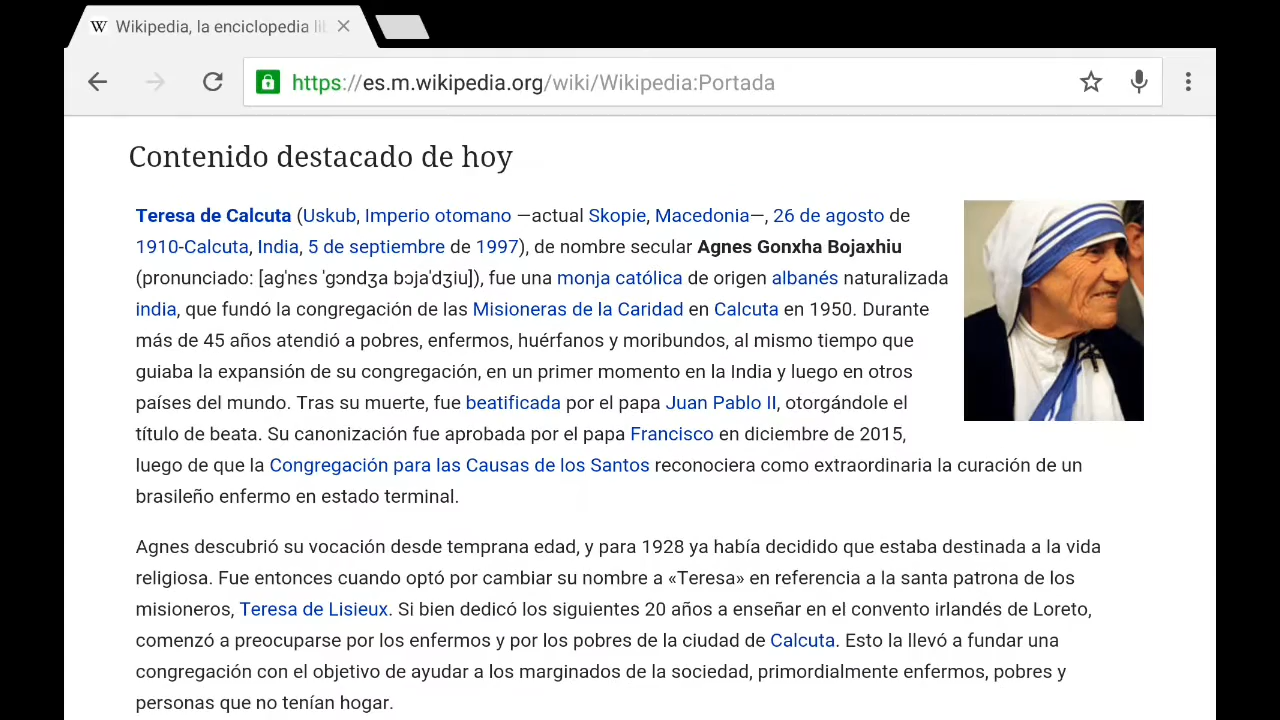 Wikipedia, la enciclopedia lib
https://es.m.wikipedia.org/wiki/Wikipedia:Portada
Contenido destacado de hoy
Teresa de Calcuta (Uskub, Imperio otomano —actual Skopie, Macedonia—, 26 de agosto de
1910-Calcuta, India, 5 de septiembre de 1997), de nombre secular Agnes Gonxha Bojaxhiu
(pronunciado: [ag'nɛs 'gɔndʒa bɔja'dʒiu]), fue una monja católica de origen albanés naturalizada
india, que fundó la congregación de las Misioneras de la Caridad en Calcuta en 1950. Durante
más de 45 años atendió a pobres, enfermos, huérfanos y moribundos, al mismo tiempo que
guiaba la expansión de su congregación, en un primer momento en la India y luego en otros
países del mundo. Tras su muerte, fue beatificada por el papa Juan Pablo II, otorgándole el
título de beata. Su canonización fue aprobada por el papa Francisco en diciembre de 2015,
luego de que la Congregación para las Causas de los Santos reconociera como extraordinaria la curación de un
brasileño enfermo en estado terminal.
Agnes descubrió su vocación desde temprana edad, y para 1928 ya había decidido que estaba destinada a la vida
religiosa. Fue entonces cuando optó por cambiar su nombre a «Teresa» en referencia a la santa patrona de los
misioneros, Teresa de Lisieux. Si bien dedicó los siguientes 20 años a enseñar en el convento irlandés de Loreto,
comenzó a preocuparse por los enfermos y por los pobres de la ciudad de Calcuta. Esto la llevó a fundar una
congregación con el objetivo de ayudar a los marginados de la sociedad, primordialmente enfermos, pobres y
personas que no tenían hogar.